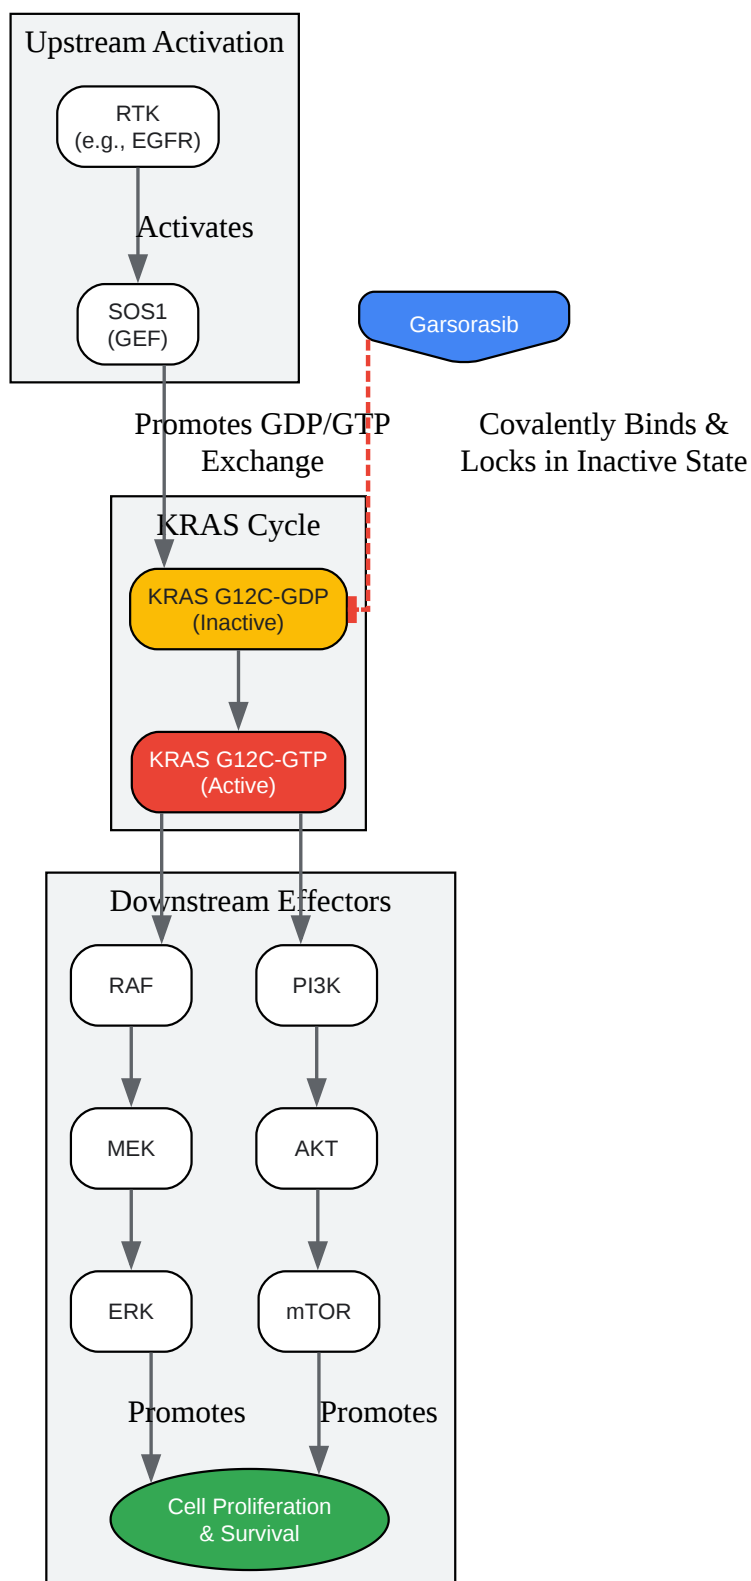 Upstream Activation
RTK
(e.g., EGFR)
Activates
SOS1
(GEF)
Garsorasib
Promotes GDP/GTP
Exchange
Covalently Binds &
Locks in Inactive State
KRAS Cycle
KRAS G12C-GDP
(Inactive)
KRAS G12C-GTP
(Active)
Downstream Effectors
RAF
PI3K
MEK
AKT
ERK
mTOR
Promotes
Promotes
Cell Proliferation
& Survival